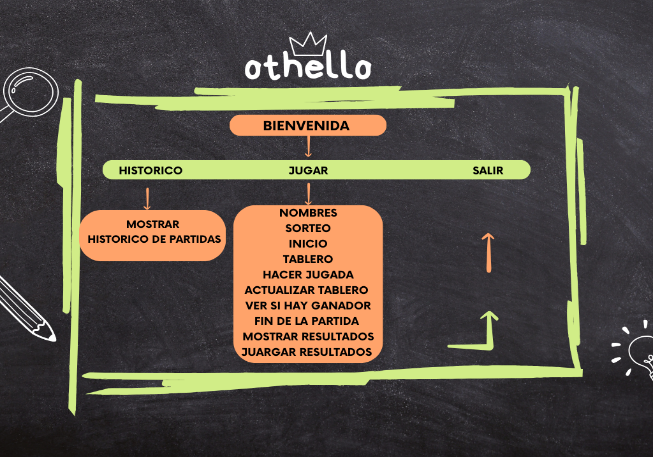 othello
BIENVENIDA
HISTORICO JUGAR SALIR
MOSTRAR
HISTORICO DE PARTIDAS
NOMBRES
SORTEO
INICIO
TABLERO
HACER JUGADA
ACTUALIZAR TABLERO
VER SI HAY GANADOR
FIN DE LA PARTIDA
MOSTRAR RESULTADOS
JUARGAR RESULTADOS